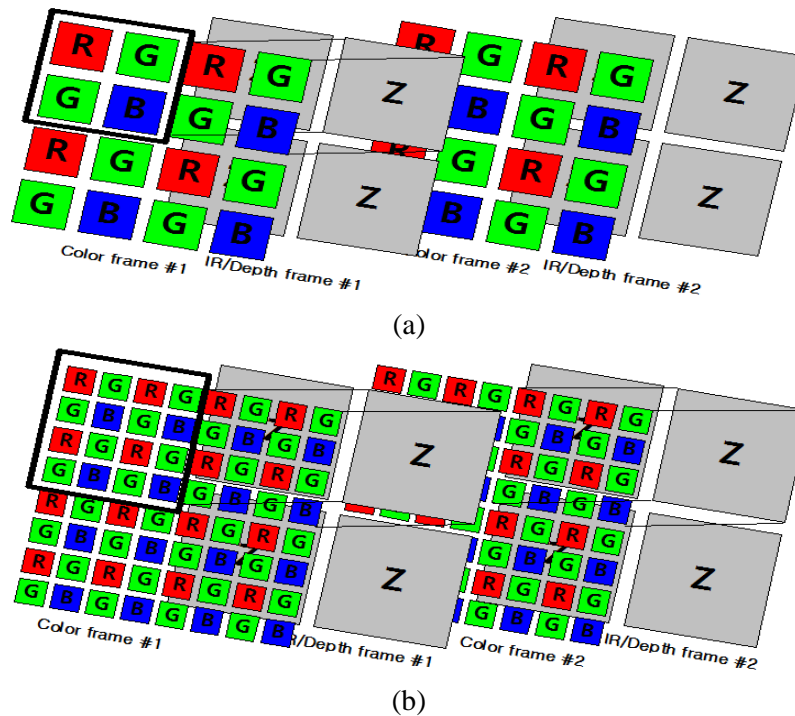 R G R G Z R G R G Z
G B G B B G B
R G R G Z G R G Z
G B G B B G B
Color frame #1 IR/Depth frame #1 olor frame #2 IR/Depth frame #2
(a)
R G R G R G R G R G R G R G R G
G B G B G B G B Z G B G B Z
R G R G R G R G R G R G
G B G B G B G B G B G B
R G R G R G R G R G R G
G B G B G B G B Z G B G B Z
R G R G R G R G R G R G
G B G B G B G B G B G B G B
Color frame #1 R/Depth frame #1 Color frame #2 IR/Depth frame #2
(b)